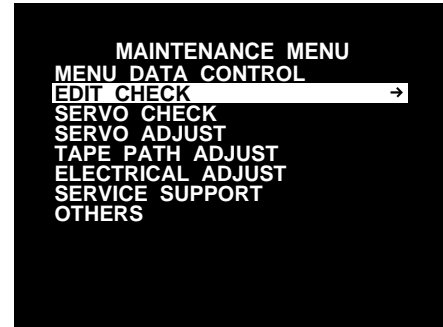 MAINTENANCE MENU
MENU DATA CONTROL
EDIT CHECK →
SERVO CHECK
SERVO ADJUST
TAPE PATH ADJUST
ELECTRICAL ADJUST
SERVICE SUPPORT
OTHERS